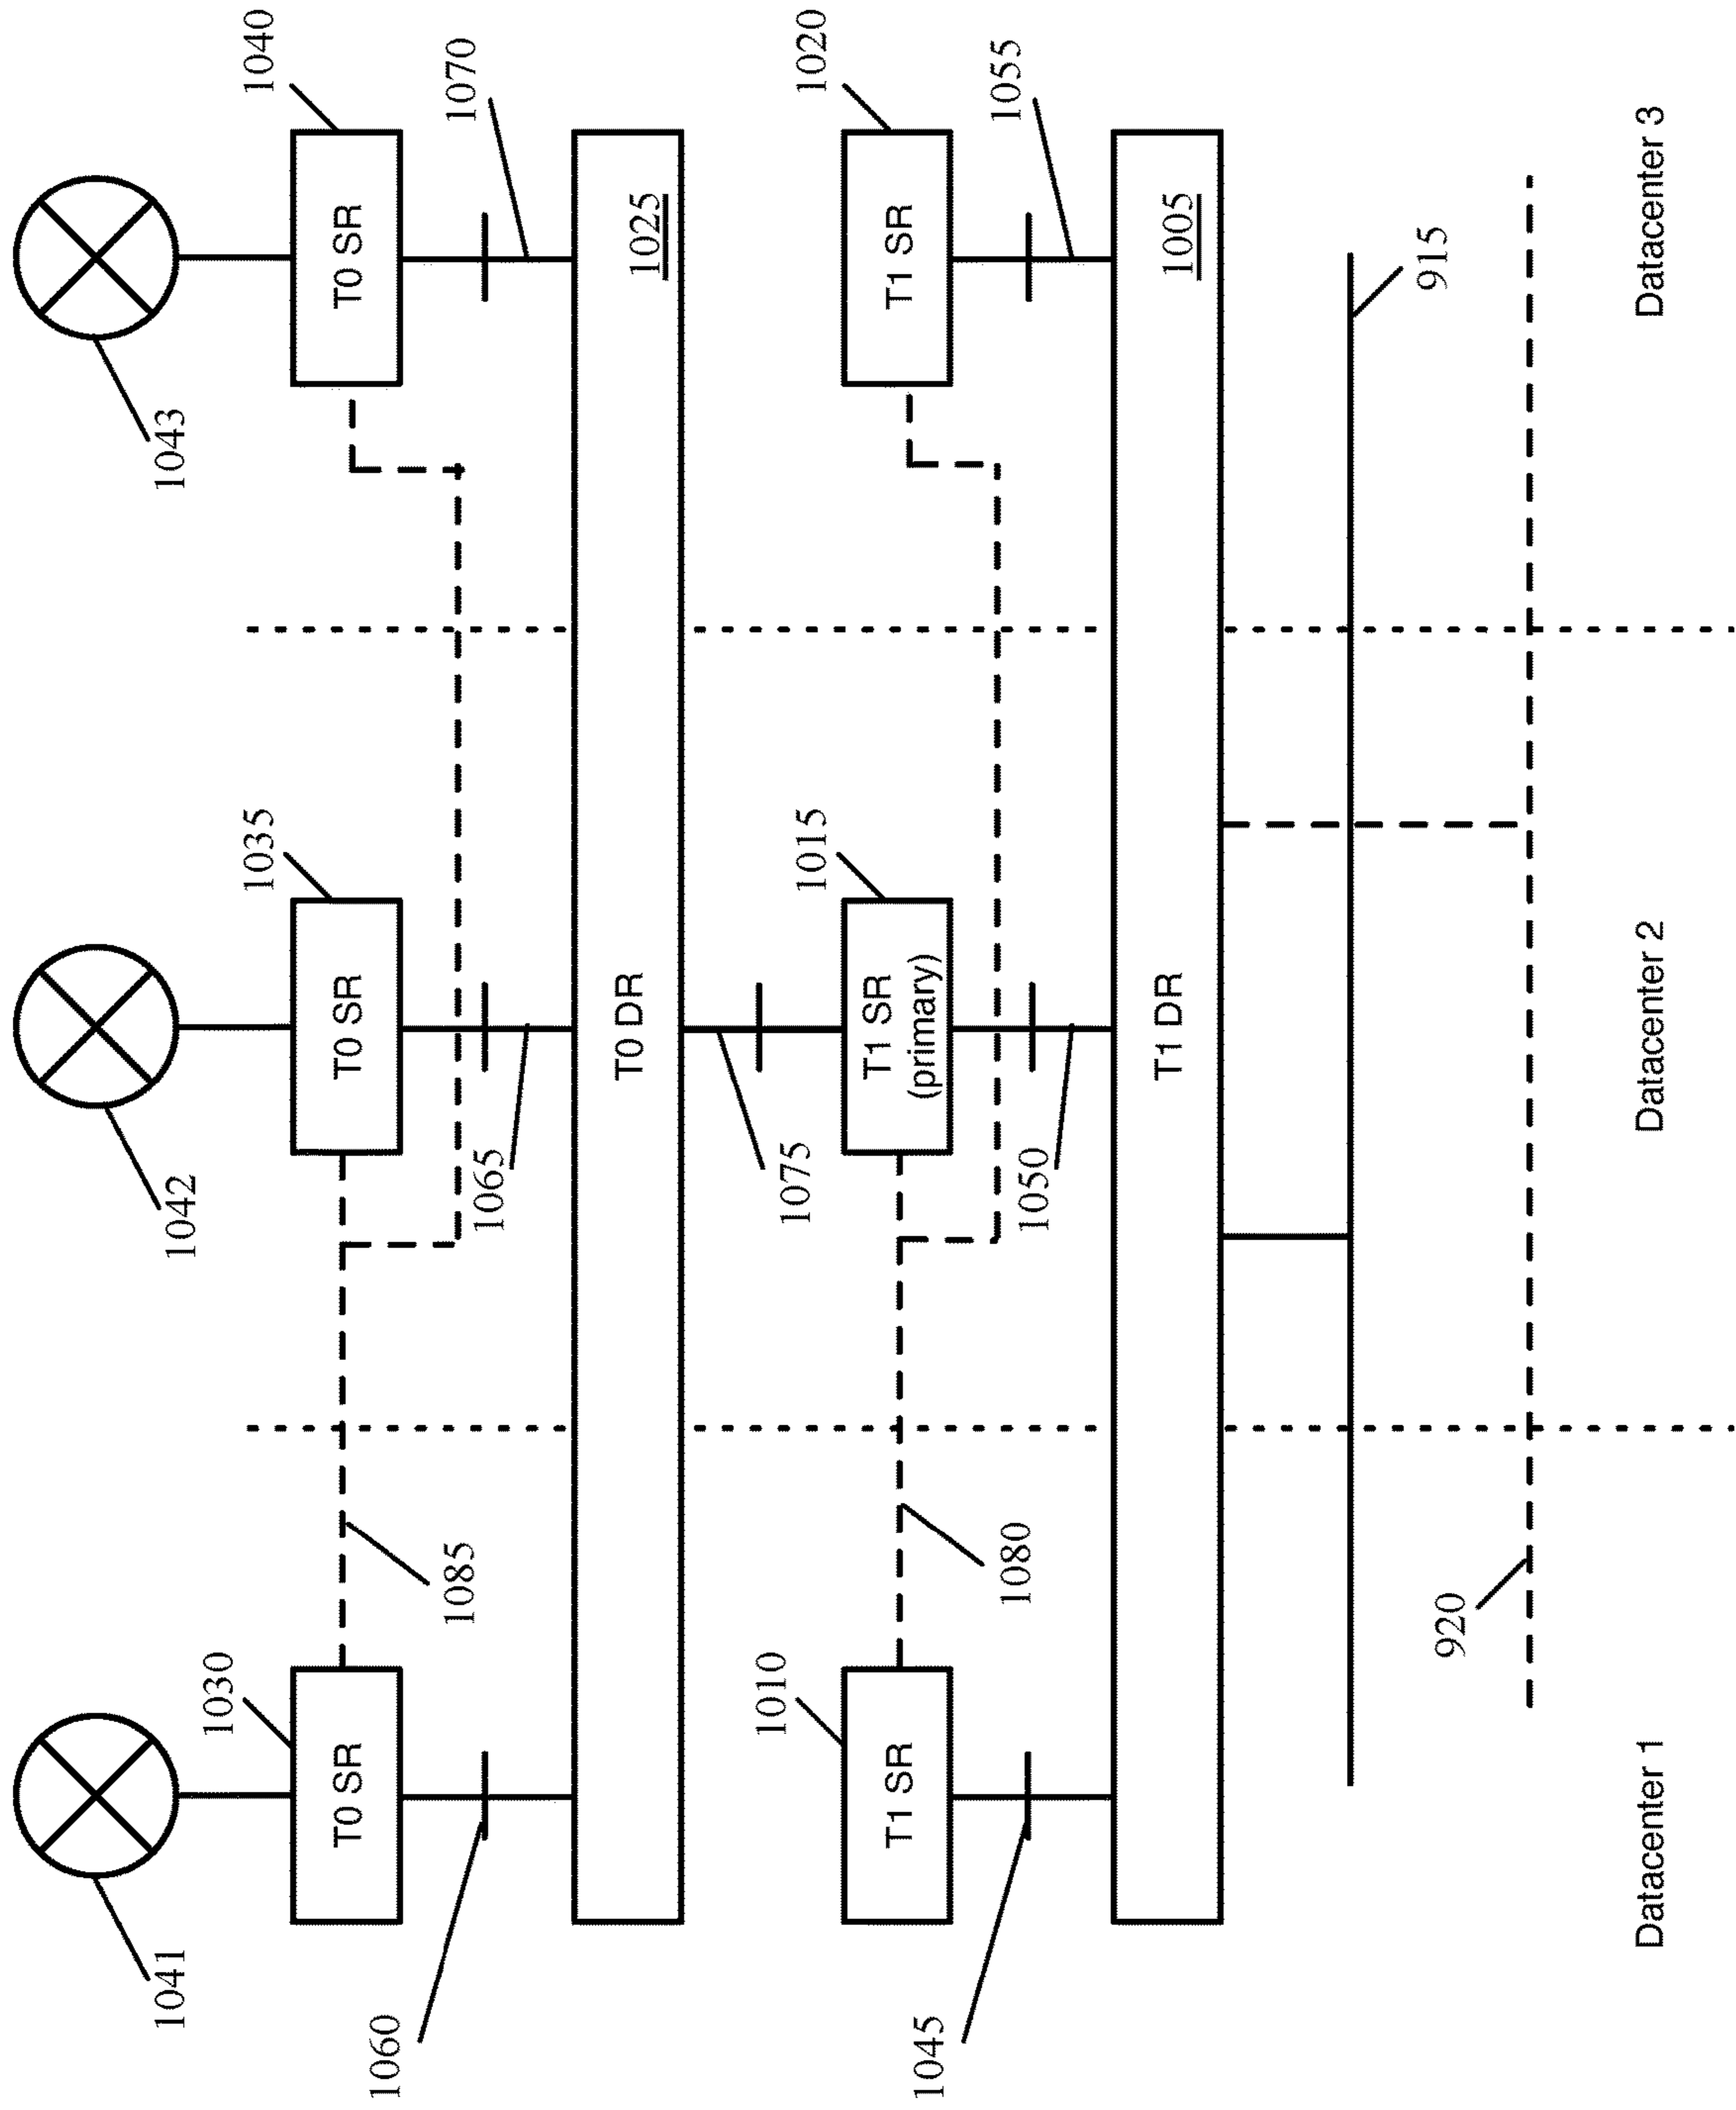 1041
1042
1043
1030
1035
1040
T0 SR
T0 SR
T0 SR
1085
1060
1065
1070
T0 DR
1025
1075
1010
1015
1020
T1 SR
T1 SR
(primary)
T1 SR
1080
1045
1050
1055
T1 DR
1005
915
920
Datacenter 1
Datacenter 2
Datacenter 3